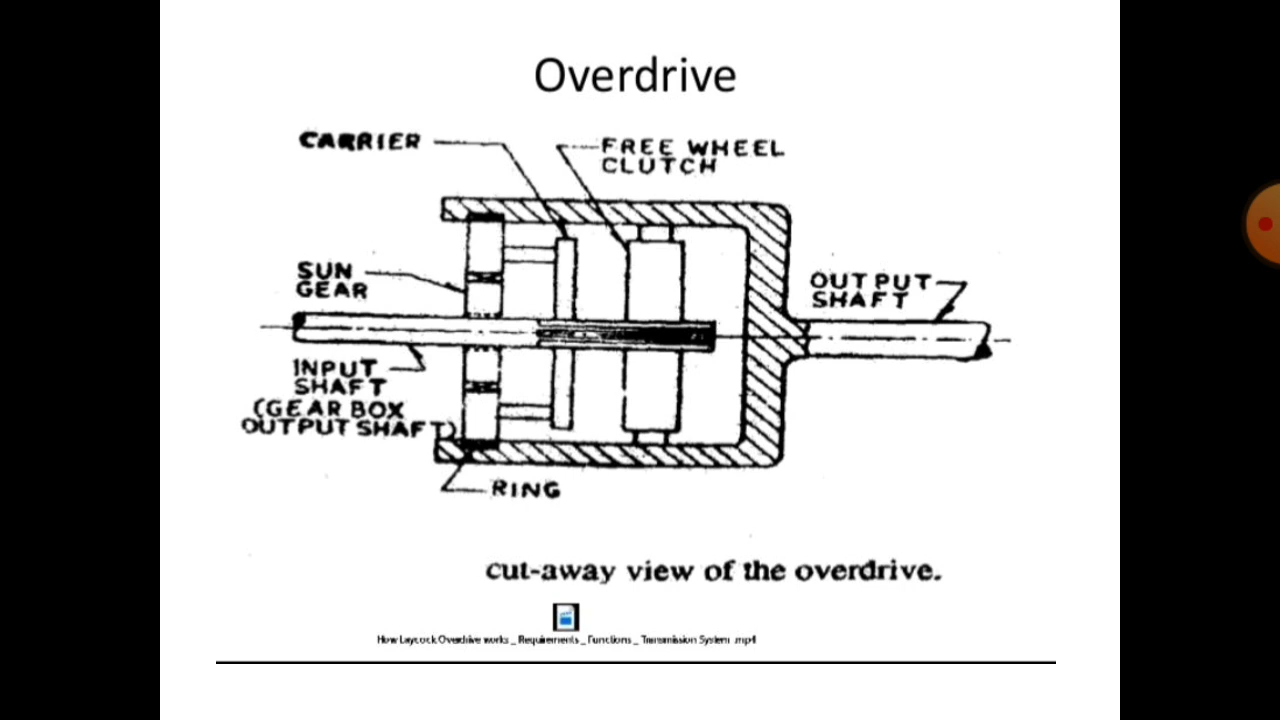 Overdrive
CARRIER
FREE WHEEL
CLUTCH
SUN
GEAR
OUTPUT
SHAFT
INPUT
SHAFT
(GEAR BOX
OUTPUT SHAFT)
RING
cut-away view of the overdrive.
How Laycock Overdrive works _ Requirements _ Functions _ Transmission System .mp4